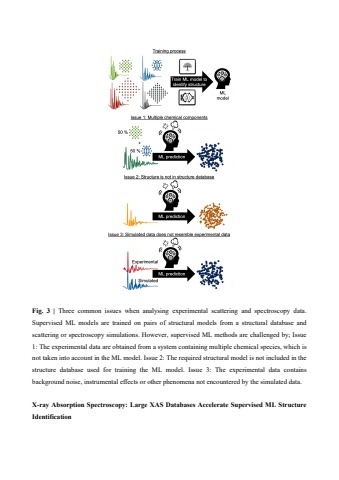 Training process
Train ML model to
identify structure
ML
model
Issue 1: Multiple chemical components
50 %
+
50 %
ML prediction
Issue 2: Structure is not in structure database
ML prediction
Issue 3: Simulated data does not resemble experimental data
Experimental
Simulated
ML prediction
Fig. 3 | Three common issues when analysing experimental scattering and spectroscopy data.
Supervised ML models are trained on pairs of structural models from a structural database and
scattering or spectroscopy simulations. However, supervised ML methods are challenged by; Issue
1: The experimental data are obtained from a system containing multiple chemical species, which is
not taken into account in the ML model. Issue 2: The required structural model is not included in the
structure database used for training the ML model. Issue 3: The experimental data contains
background noise, instrumental effects or other phenomena not encountered by the simulated data.
X-ray Absorption Spectroscopy: Large XAS Databases Accelerate Supervised ML Structure
Identification